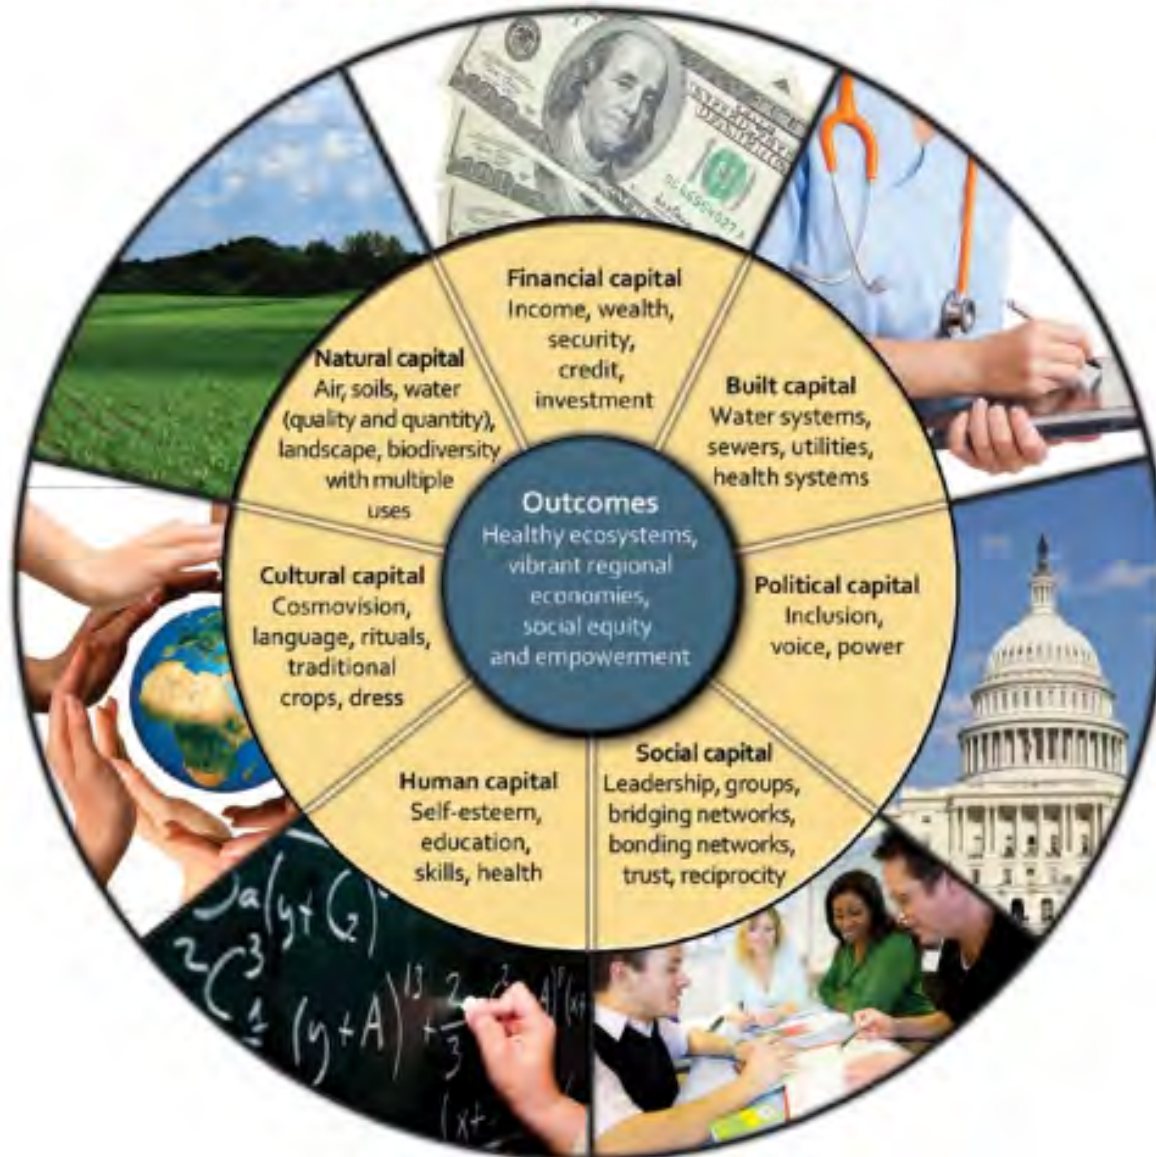 Financial capital
Income, wealth,
security,
credit,
investment
Built capital
Water systems,
sewers, utilities,
health systems
Political capital
Inclusion,
voice, power
Social capital
Leadership, groups,
bridging networks,
bonding networks,
trust, reciprocity
Human capital
Self-esteem,
education,
skills, health
Cultural capital
Cosmovision,
language, rituals,
traditional
crops, dress
Natural capital
Air, soils, water
(quality and quantity),
landscape, biodiversity
with multiple
uses
Outcomes
Healthy ecosystems,
vibrant regional
economies,
social equity
and empowerment
(y+A)¹³ + 2/3